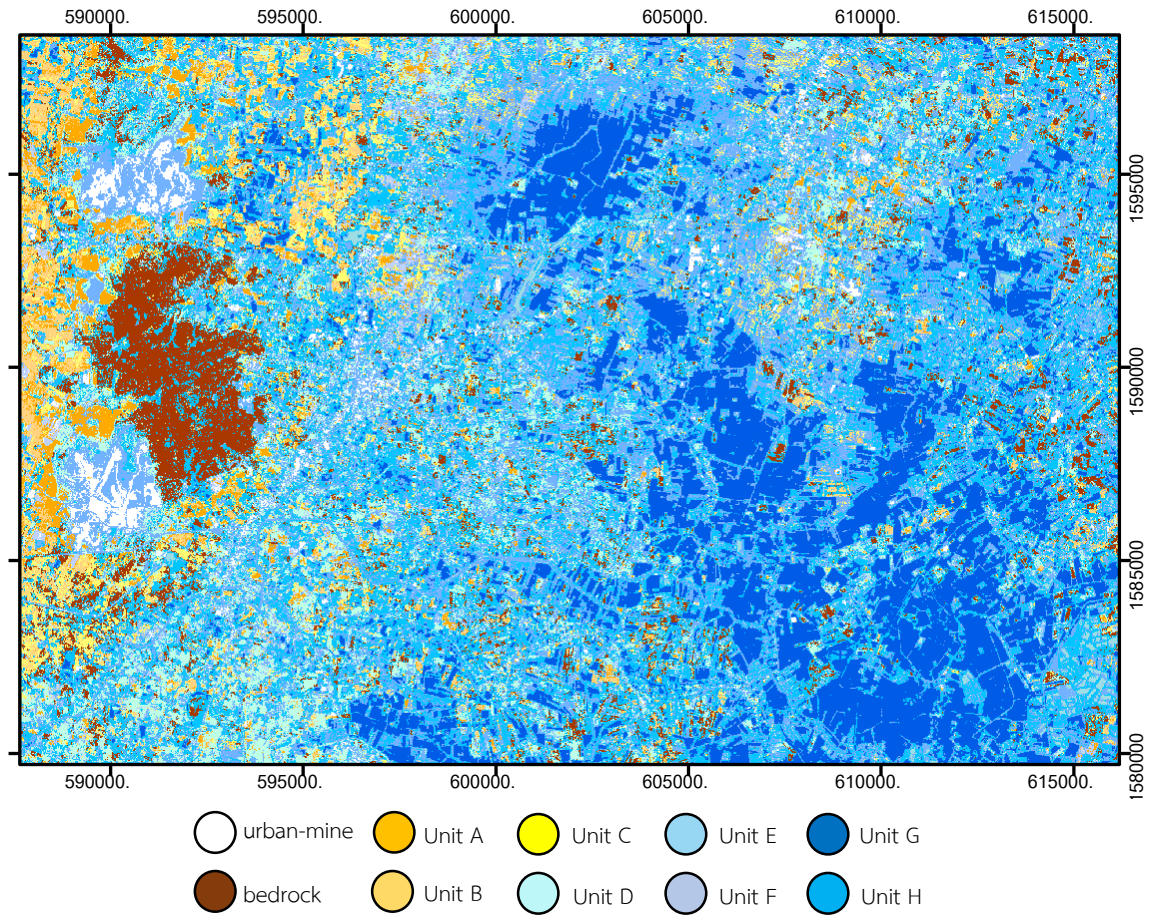 590000. 595000. 600000. 605000. 610000. 615000.
1595000
1590000
1585000
1580000
590000. 595000. 600000. 605000. 610000. 615000.
urban-mine Unit A Unit C Unit E Unit G
bedrock Unit B Unit D Unit F Unit H